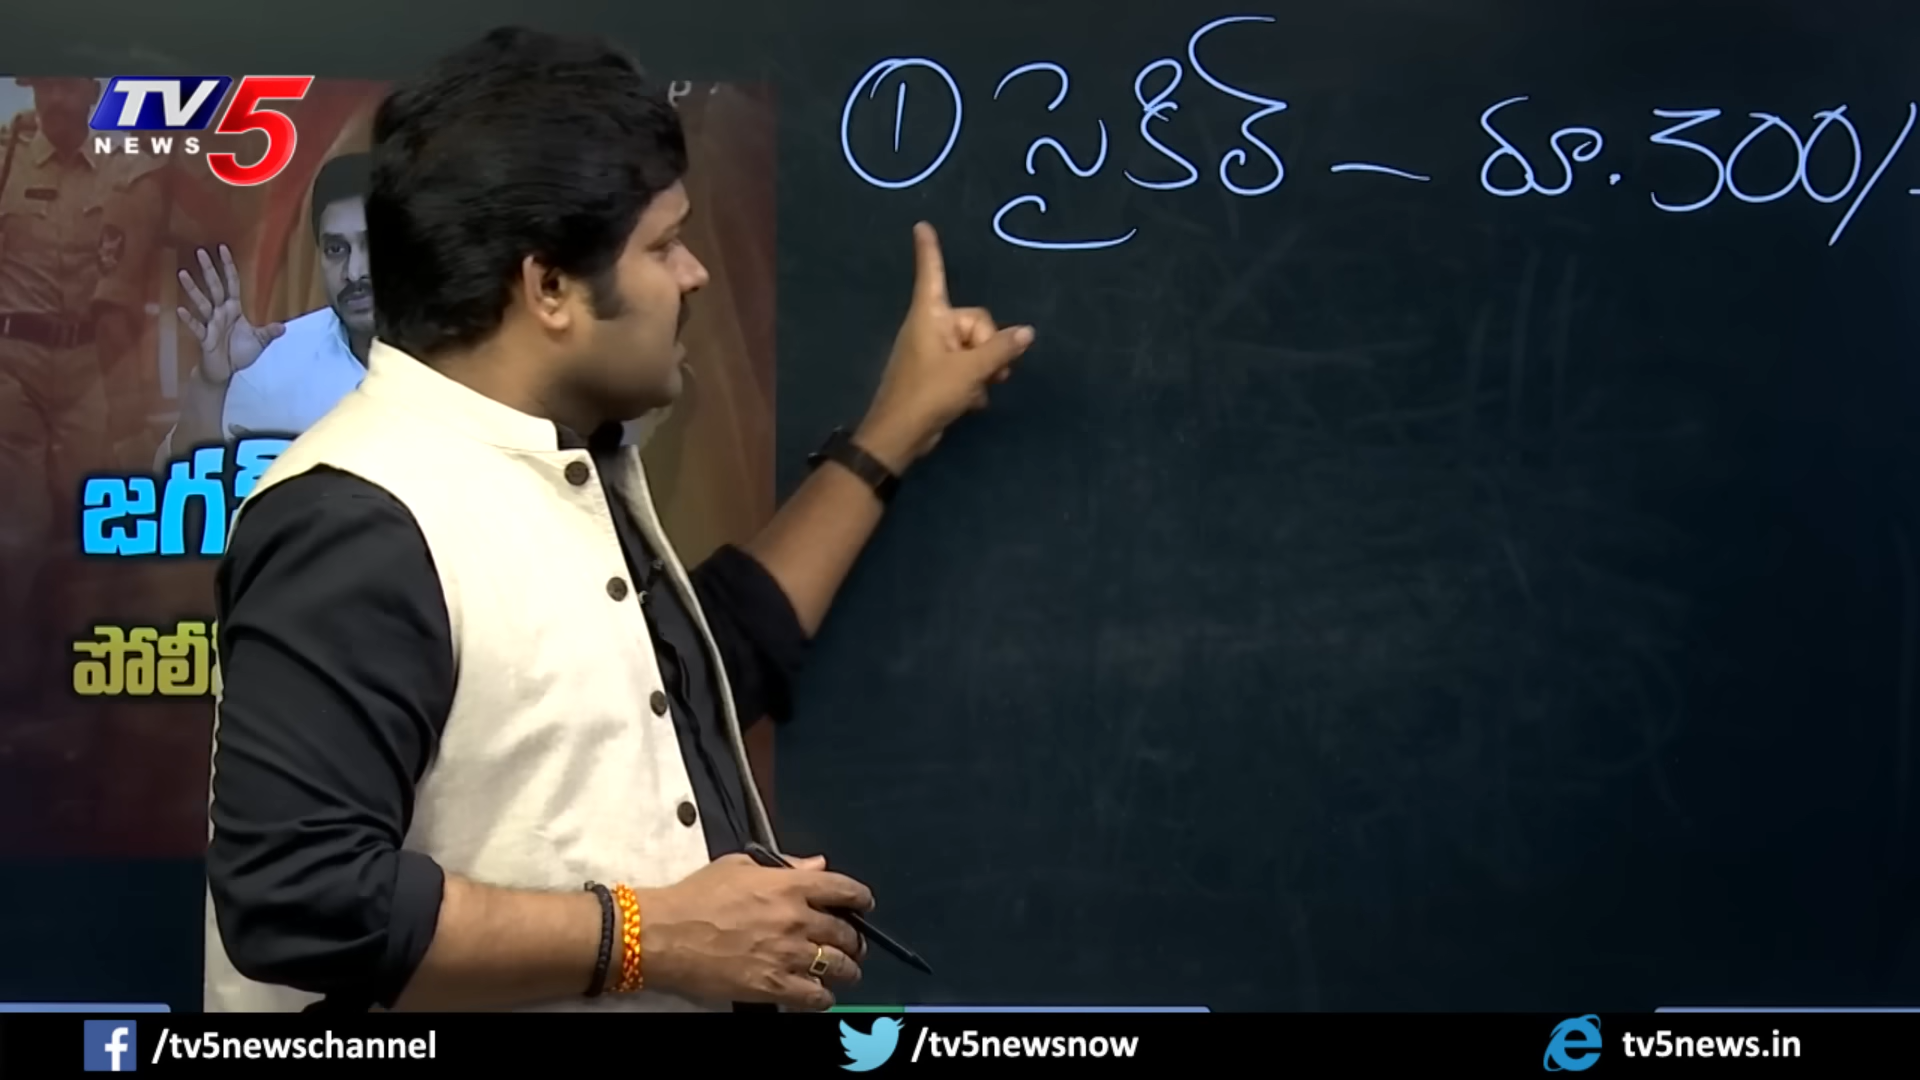 TV5
NEWS
① సైకిల్ – రూ. 300/-
/tv5newschannel
/tv5newsnow
tv5news.in